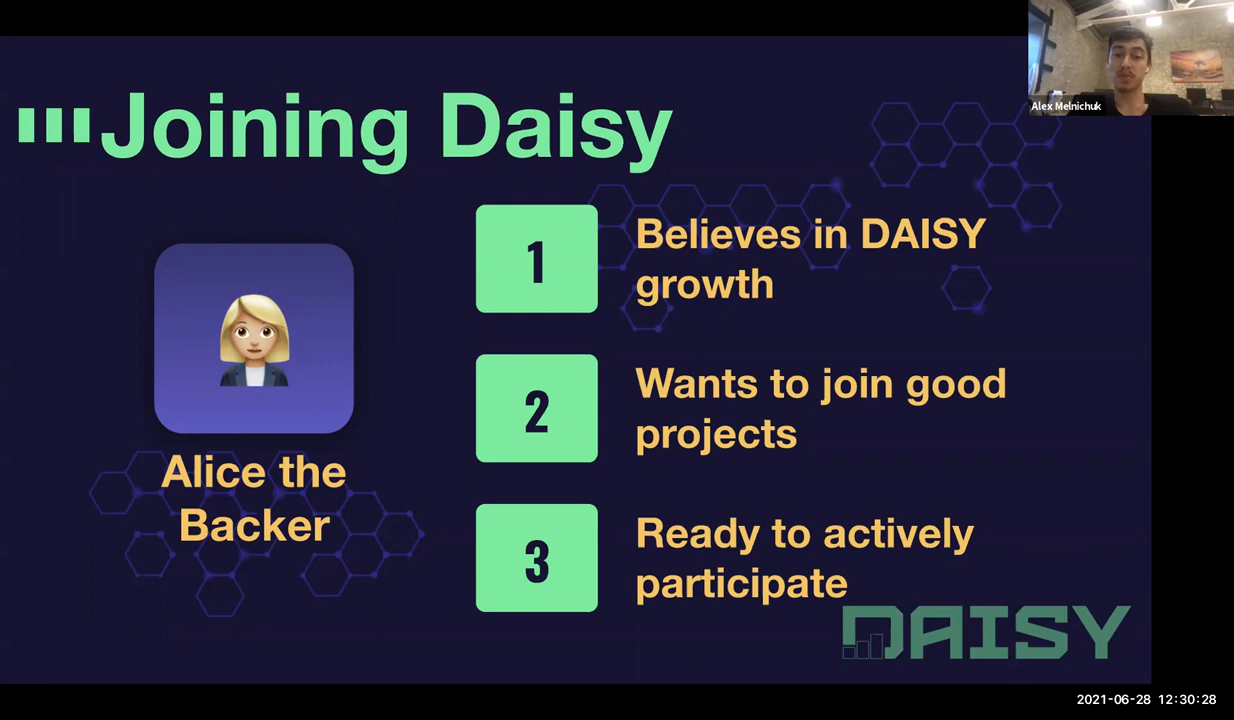 Alex Melnichuk
Joining Daisy
1
Believes in DAISY
growth
2
Wants to join good
projects
Alice the
Backer
3
Ready to actively
participate
DAISY
2021-06-28 12:30:28